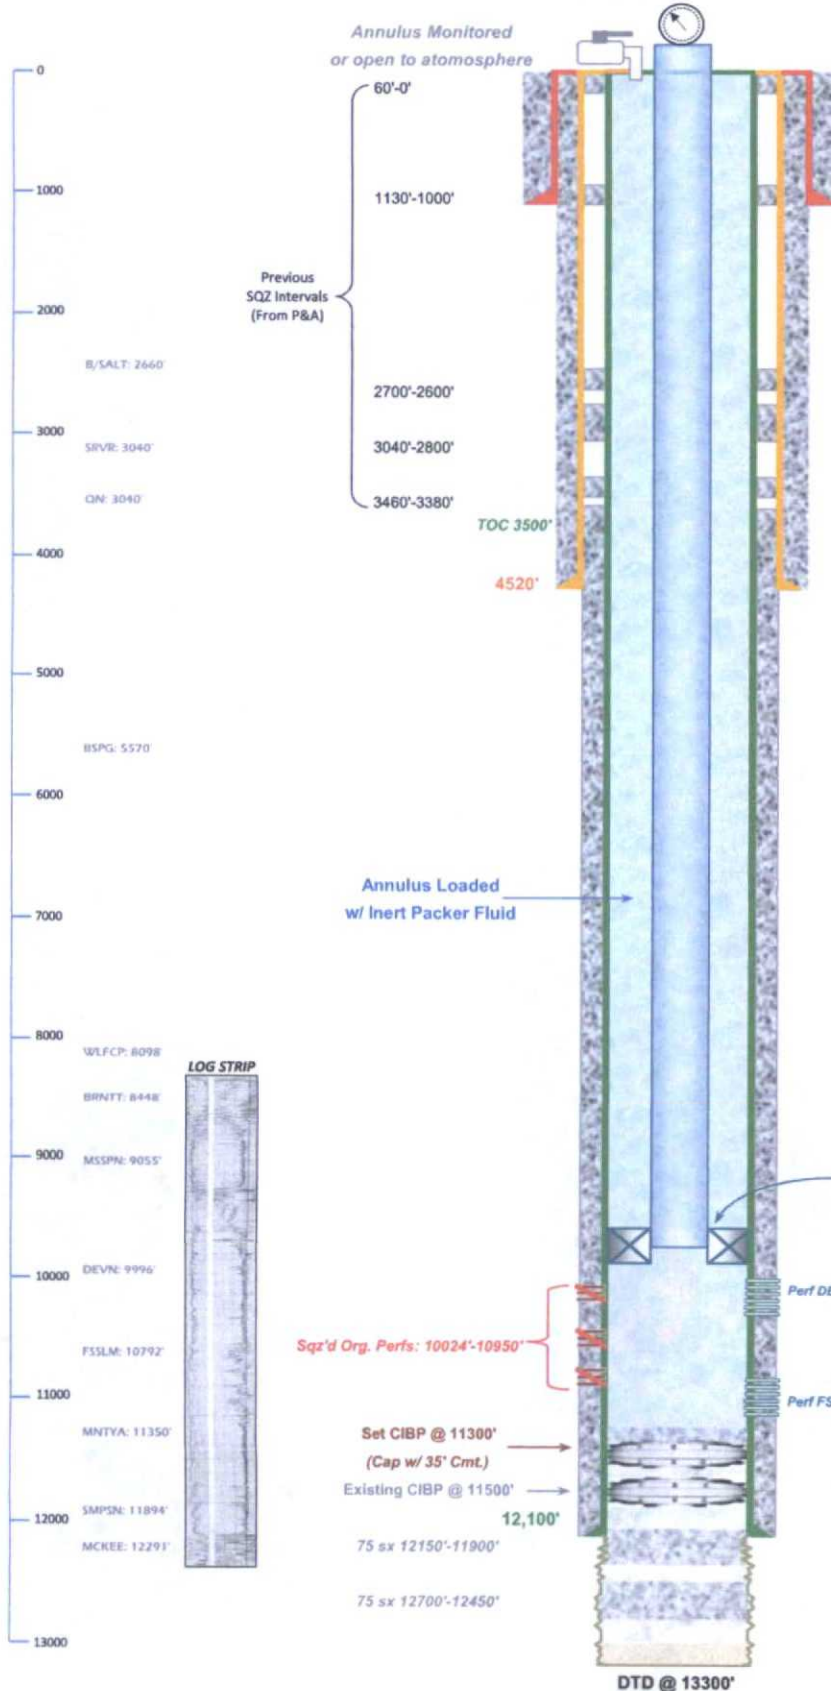 Annulus Monitored
or open to atomosphere
0
60'-0'
1000
1130'-1000'
Previous
SQZ Intervals
(From P&A)
2000
B/SALT: 2660'
2700'-2600'
3000
SRVR: 3040'
3040'-2800'
QN: 3040'
3460'-3380'
TOC 3500'
4000
4520'
5000
BSPG: 5570'
6000
Annulus Loaded
w/ Inert Packer Fluid
7000
8000
WLFCP: 8098'
LOG STRIP
BRNTT: 8448'
9000
MSSPN: 9055'
DEVN: 9996'
10000
Perf DE
Sqz'd Org. Perfs: 10024'-10950'
FSSLM: 10792'
11000
Perf FS
MNTYA: 11350'
Set CIBP @ 11300'
(Cap w/ 35' Cmt.)
Existing CIBP @ 11500'
SMPSN: 11894'
12000
12,100'
MCKEE: 12291'
75 sx 12150'-11900'
75 sx 12700'-12450'
13000
DTD @ 13300'